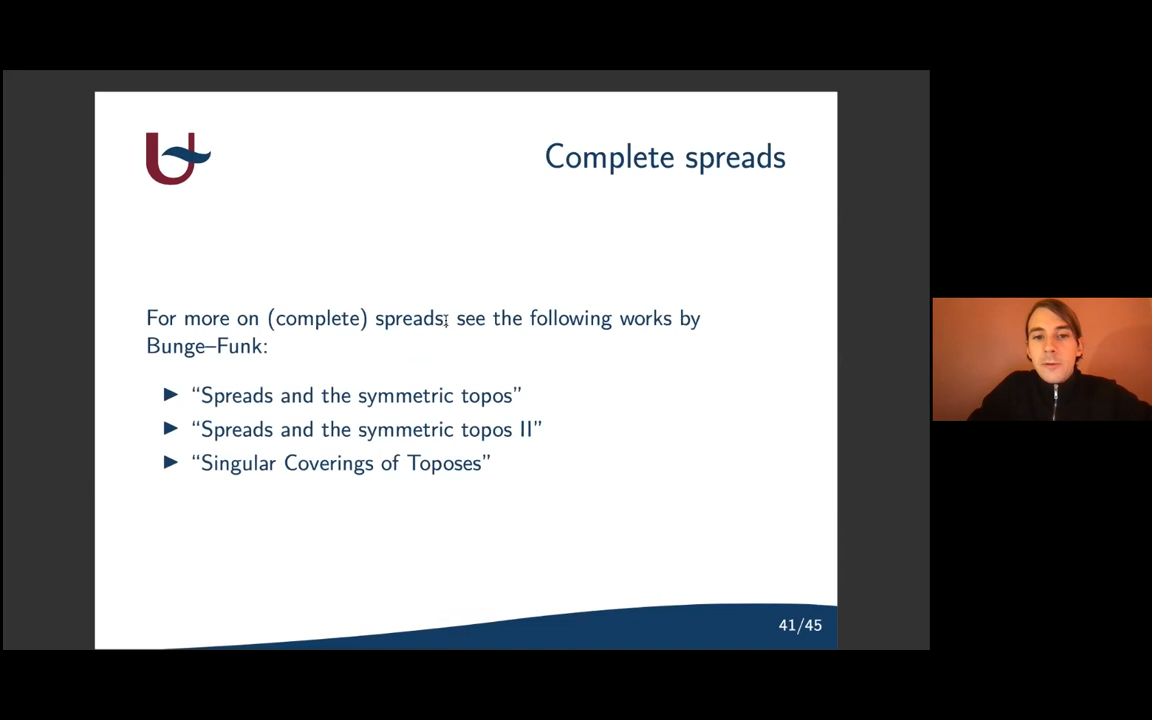 Complete spreads
For more on (complete) spreads, see the following works by
Bunge–Funk:
▶ “Spreads and the symmetric topos”
▶ “Spreads and the symmetric topos II”
▶ “Singular Coverings of Toposes”
41/45